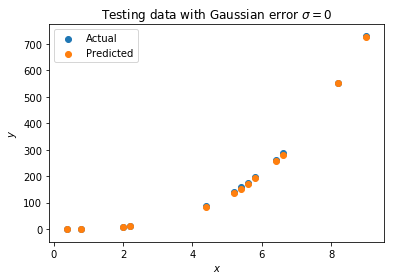 Testing data with Gaussian error σ = 0
Actual
Predicted
700
600
500
400
300
200
100
0
y
0
2
4
6
8
x